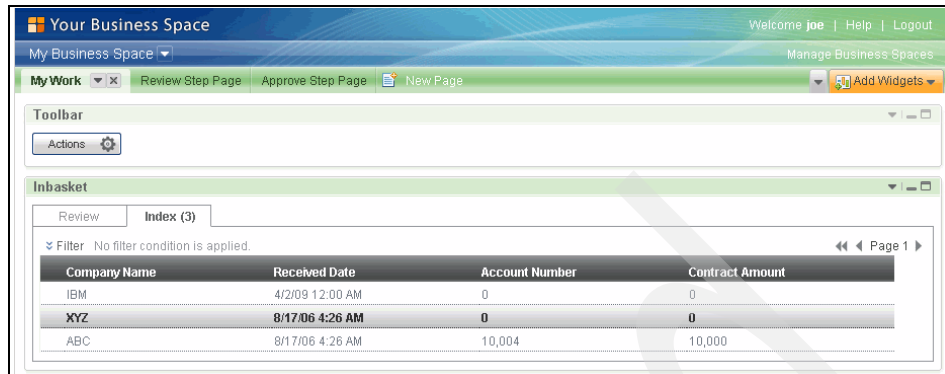 Your Business Space Welcome joe | Help | Logout
My Business Space Manage Business Spaces
My Work Review Step Page Approve Step Page New Page Add Widgets
Toolbar
Actions
Inbasket
Review Index (3)
Filter No filter condition is applied. Page 1
Company Name Received Date Account Number Contract Amount
IBM 4/2/09 12:00 AM 0 0
XYZ 8/17/06 4:26 AM 0 0
ABC 8/17/06 4:26 AM 10,004 10,000